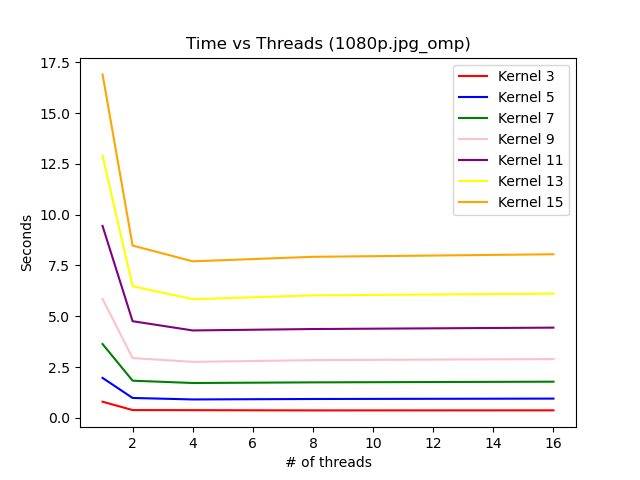 Time vs Threads (1080p.jpg_omp)
17.5
15.0
12.5
10.0
7.5
5.0
2.5
0.0
Seconds
Kernel 3
Kernel 5
Kernel 7
Kernel 9
Kernel 11
Kernel 13
Kernel 15
2 4 6 8 10 12 14 16
# of threads